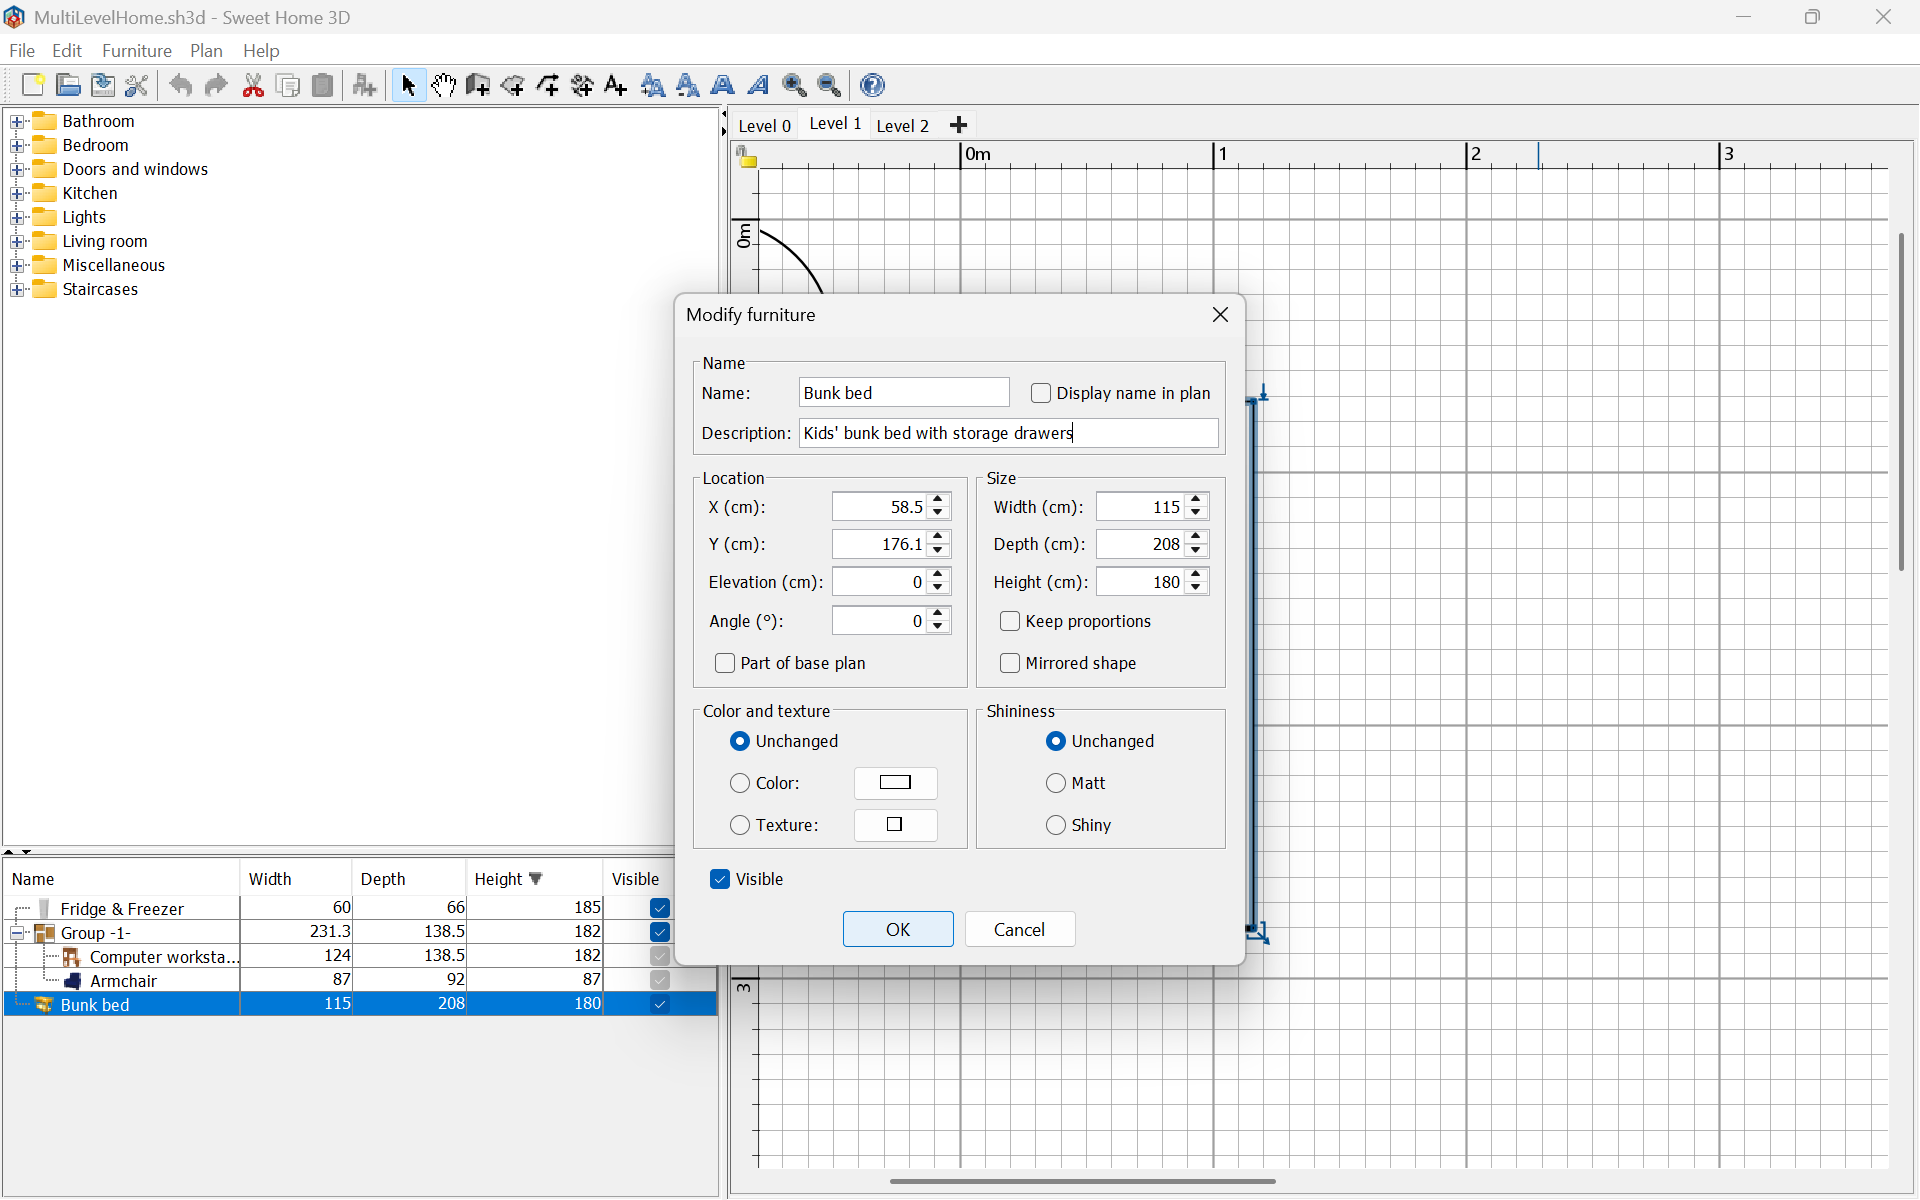 MultiLevelHome.sh3d - Sweet Home 3D
File Edit Furniture Plan Help
Bathroom
Bedroom
Doors and windows
Kitchen
Lights
Living room
Miscellaneous
Staircases
Level 0 Level 1 Level 2
0m 1 2 3
0m
3
Modify furniture
Name
Name: Bunk bed Display name in plan
Description: Kids' bunk bed with storage drawers
Location
X (cm): 58.5
Y (cm): 176.1
Elevation (cm): 0
Angle (°): 0
Part of base plan
Size
Width (cm): 115
Depth (cm): 208
Height (cm): 180
Keep proportions
Mirrored shape
Color and texture
Unchanged
Color:
Texture:
Shininess
Unchanged
Matt
Shiny
Visible
OK Cancel
Name Width Depth Height Visible
Fridge & Freezer 60 66 185
Group -1- 231.3 138.5 182
Computer worksta... 124 138.5 182
Armchair 87 92 87
Bunk bed 115 208 180